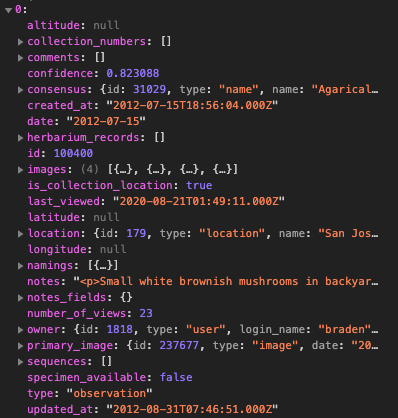 ▼ 0:
altitude: null
▶ collection_numbers: []
▶ comments: []
confidence: 0.823088
▶ consensus: {id: 31029, type: "name", name: "Agarical…
created_at: "2012-07-15T18:56:04.000Z"
date: "2012-07-15"
▶ herbarium_records: []
id: 100400
▶ images: (4) [{…}, {…}, {…}, {…}]
is_collection_location: true
last_viewed: "2020-08-21T01:49:11.000Z"
latitude: null
▶ location: {id: 179, type: "location", name: "San Jos…
longitude: null
▶ namings: [{…}]
notes: "<p>Small white brownish mushrooms in backyar…
▶ notes_fields: {}
number_of_views: 23
▶ owner: {id: 1818, type: "user", login_name: "braden"…
▶ primary_image: {id: 237677, type: "image", date: "20…
▶ sequences: []
specimen_available: false
type: "observation"
updated_at: "2012-08-31T07:46:51.000Z"